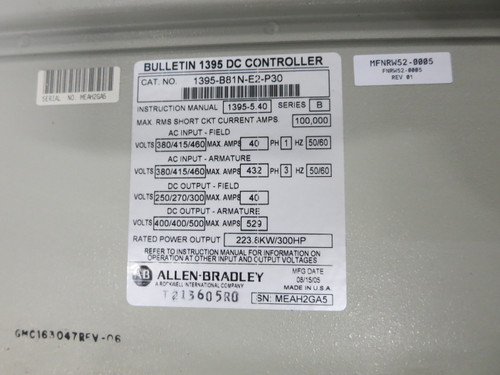 BULLETIN 1395 DC CONTROLLER
CAT. NO. 1395-B81N-E2-P30
INSTRUCTION MANUAL 1395-5.40 SERIES B
MAX. RMS SHORT CKT CURRENT AMPS. 100,000
AC INPUT - FIELD
VOLTS 380/415/460 MAX. AMPS 40 PH 1 HZ 50/60
AC INPUT - ARMATURE
VOLTS 380/415/460 MAX. AMPS 432 PH 3 HZ 50/60
DC OUTPUT - FIELD
VOLTS 250/270/300 MAX. AMPS 40
DC OUTPUT - ARMATURE
VOLTS 400/400/500 MAX. AMPS 529
RATED POWER OUTPUT 223.8KW/300HP
REFER TO INSTRUCTION MANUAL FOR INFORMATION ON
OPERATION AT OTHER INPUT AND OUTPUT VOLTAGES
AB ALLEN-BRADLEY
A ROCKWELL INTERNATIONAL COMPANY
MFG DATE
08/15/05
MADE IN U.S.A.
T213605R0
SN: MEAH2GA5
SERIAL NO. MEAH2GA5
MFNRW52-0005
FNRW52-0005
REV 01
GMC163047REV-06